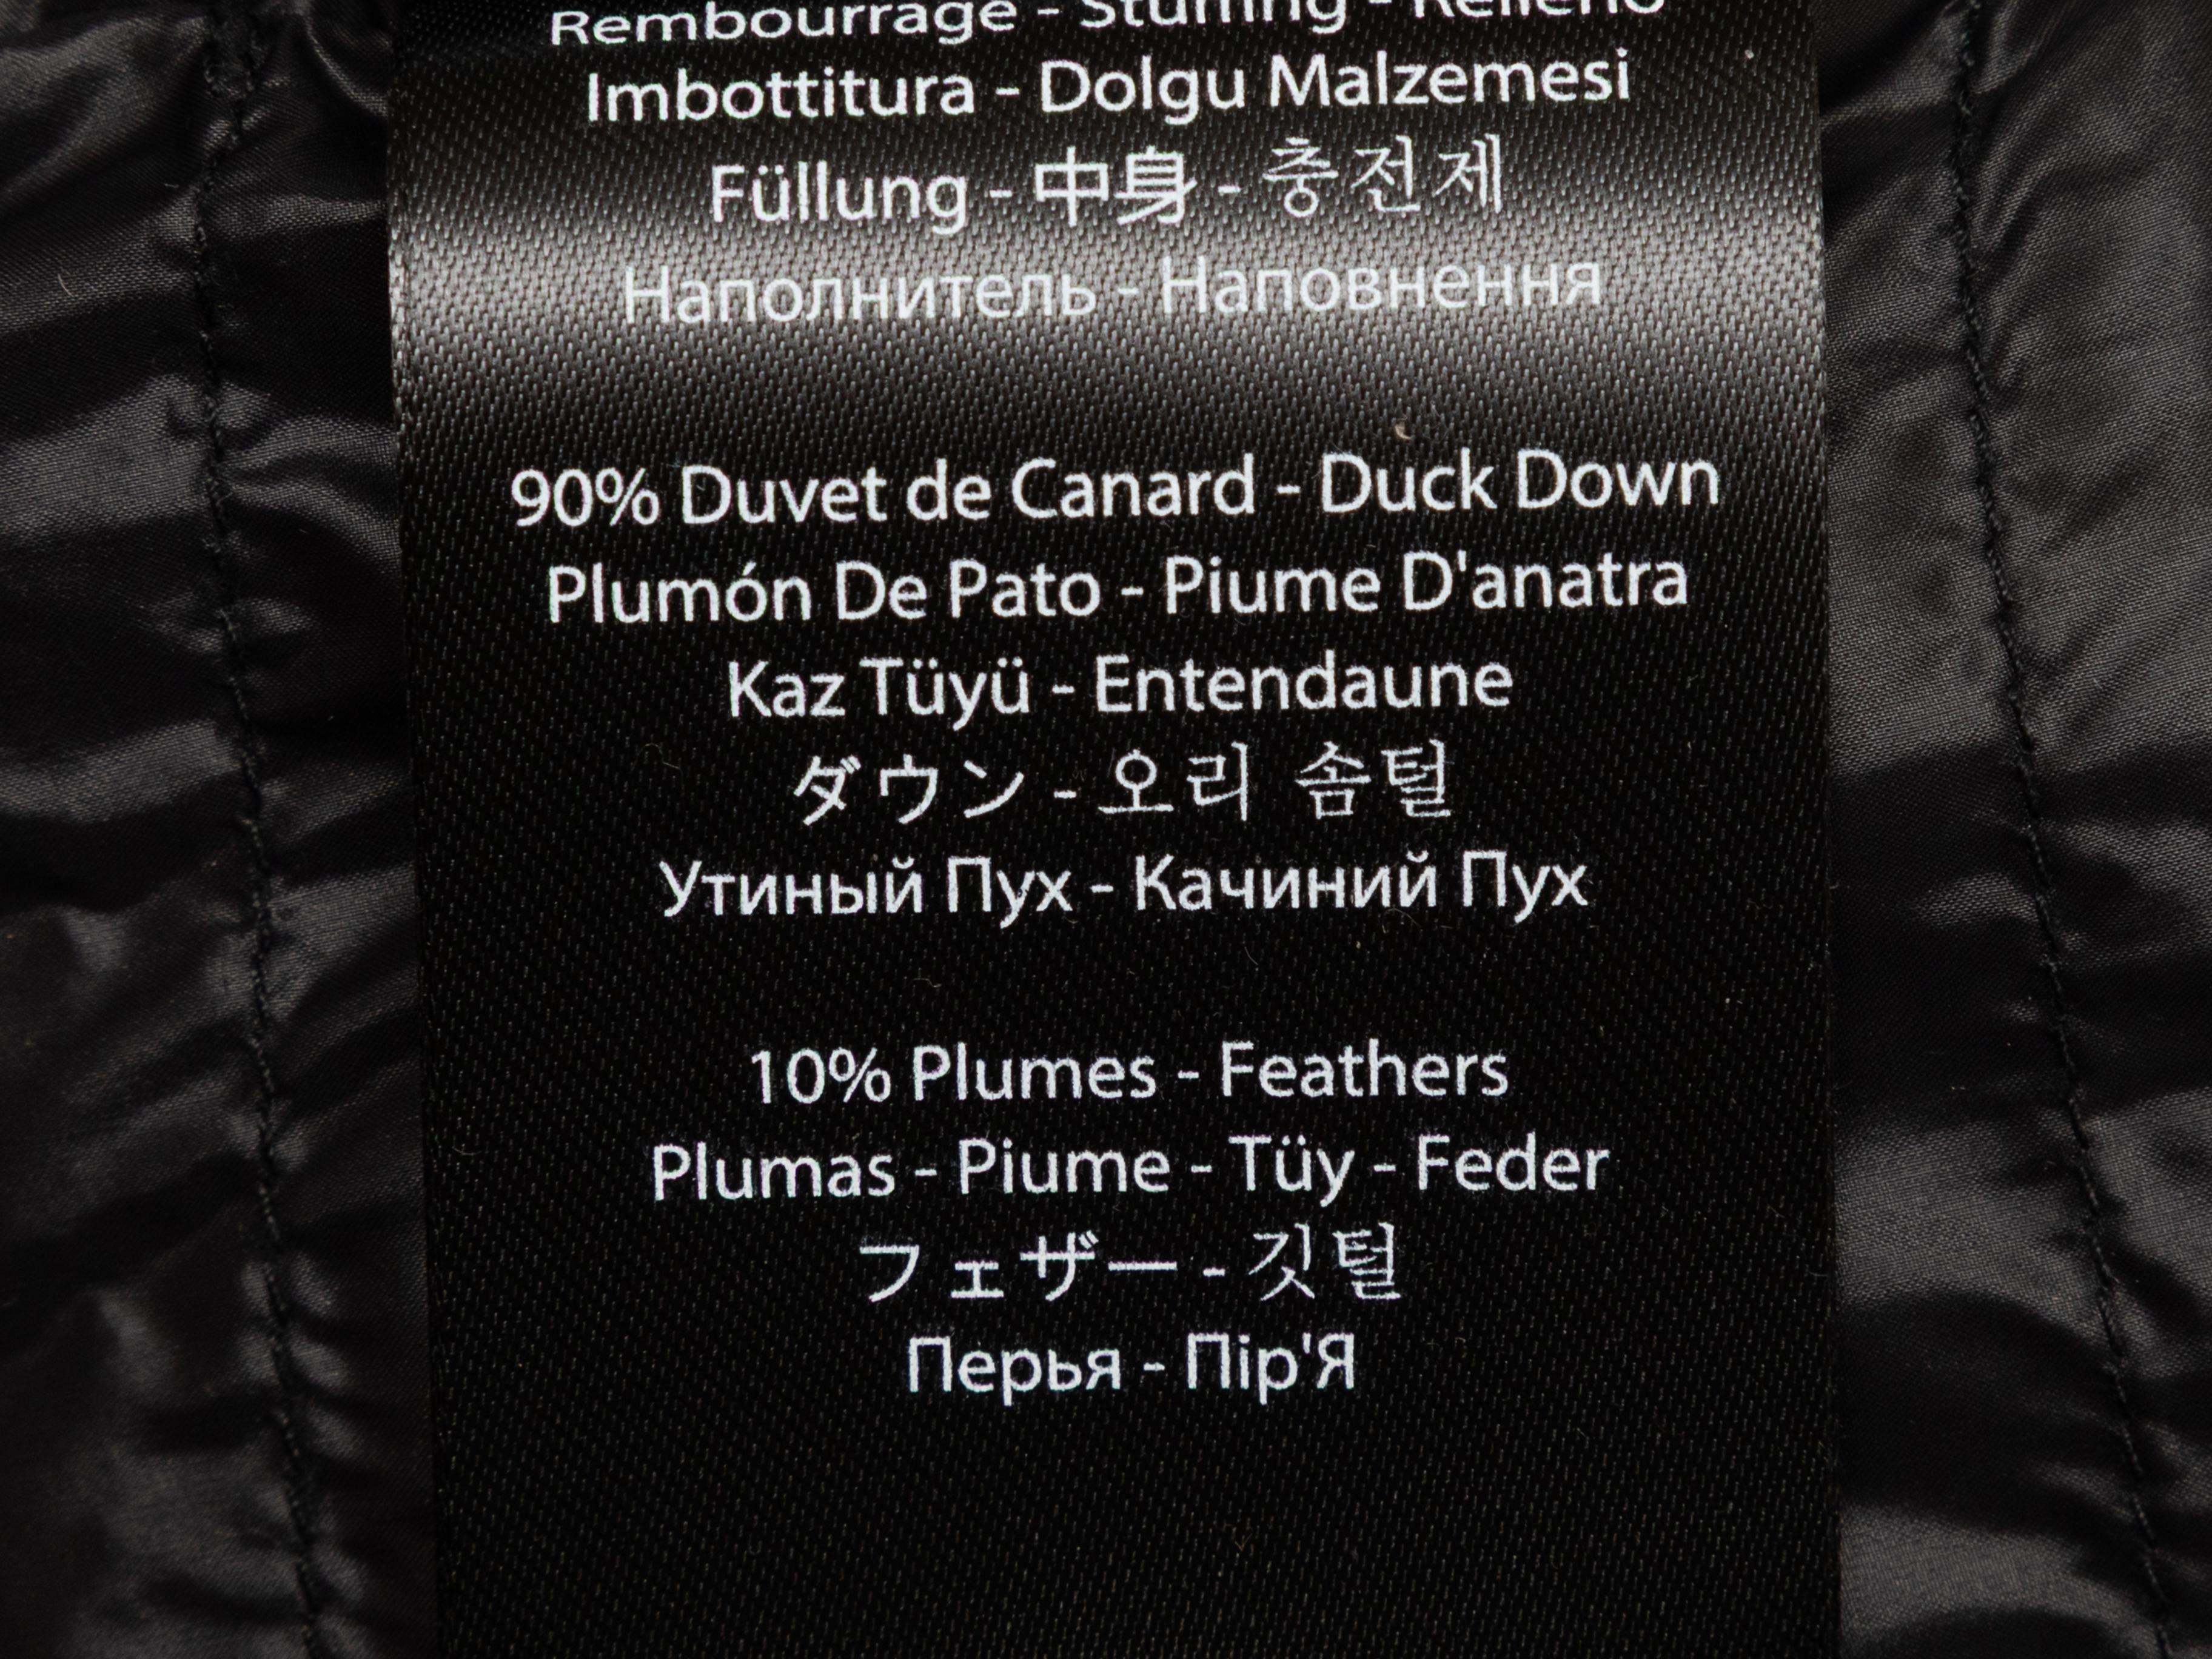 Rembourrage - Stuffing - Relleno
Imbottitura - Dolgu Malzemesi
Füllung - 中身 - 충전제
Наполнитель - Наповнення
90% Duvet de Canard - Duck Down
Plumón De Pato - Piume D'anatra
Kaz Tüyü - Entendaune
ダウン - 오리 솜털
Утиный Пух - Качиний Пух
10% Plumes - Feathers
Plumas - Piume - Tüy - Feder
フェザー - 깃털
Перья - Пір'Я